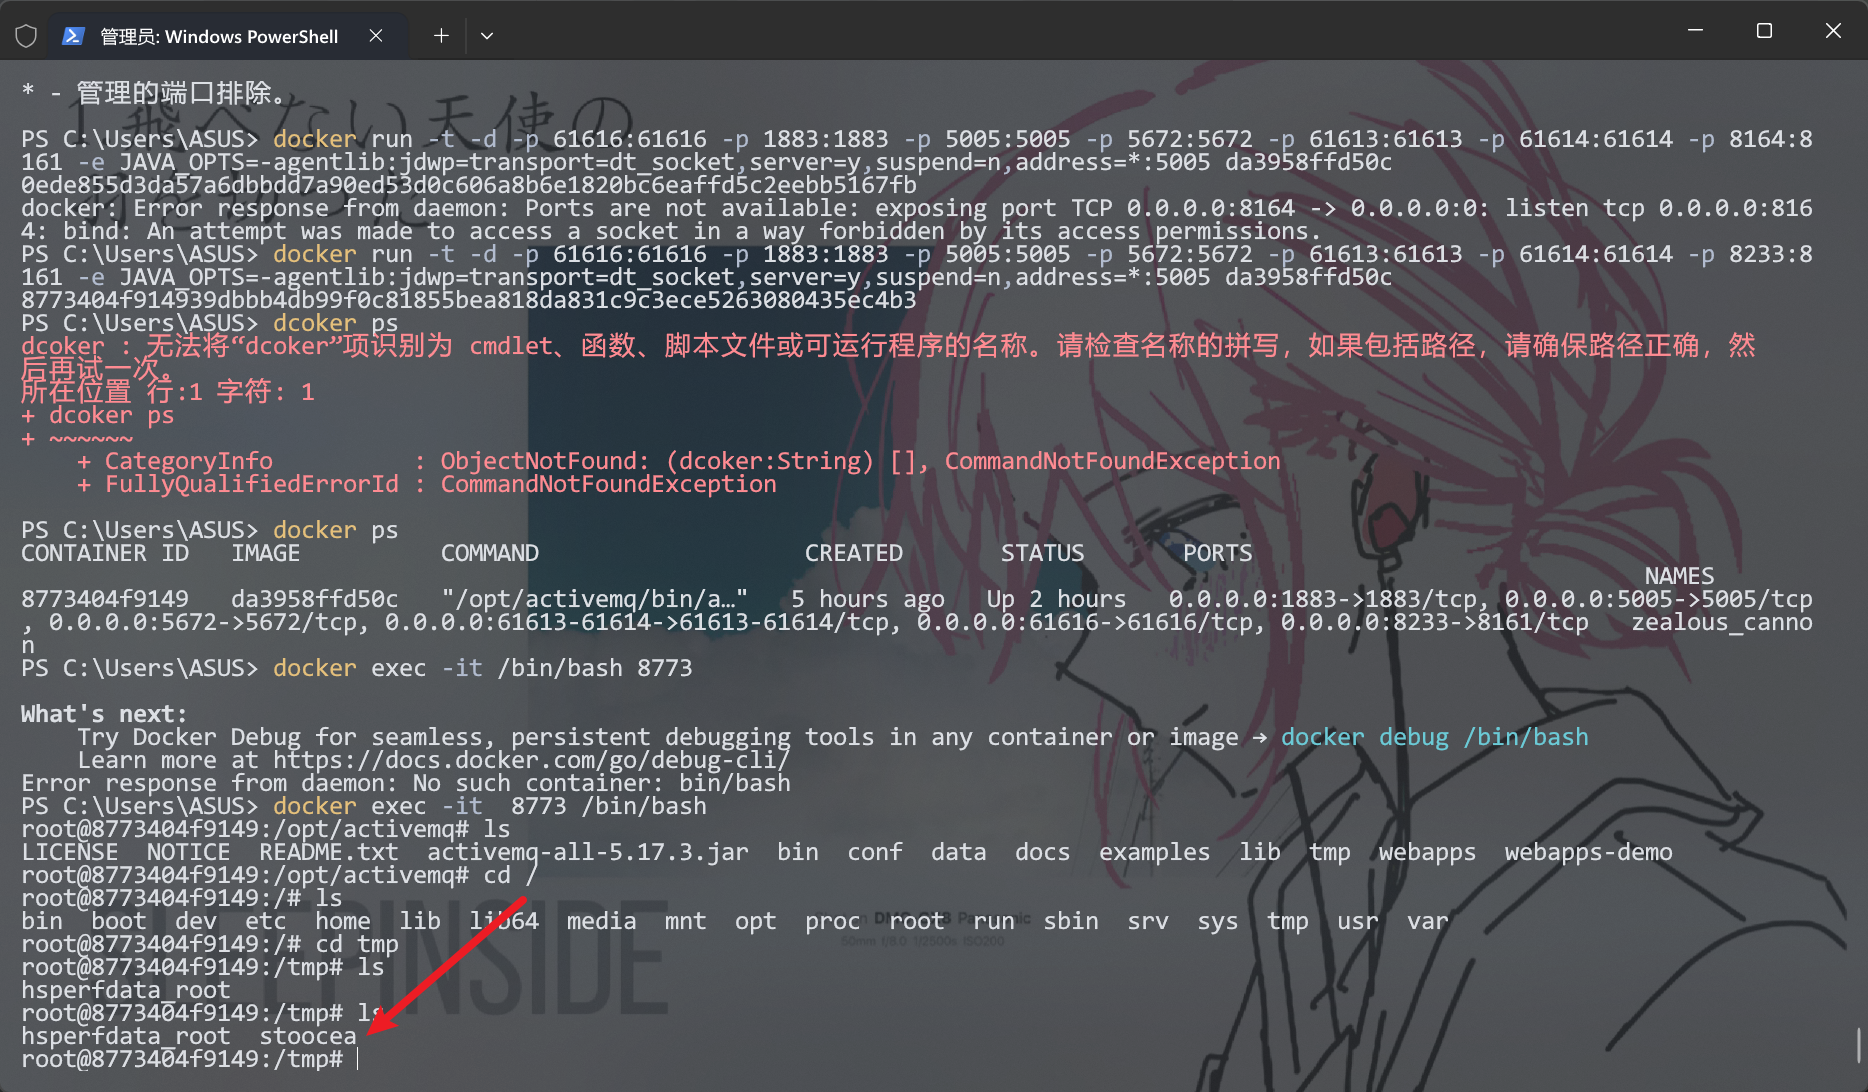 管理员: Windows PowerShell
* - 管理的端口排除。
PS C:\Users\ASUS> docker run -t -d -p 61616:61616 -p 1883:1883 -p 5005:5005 -p 5672:5672 -p 61613:61613 -p 61614:61614 -p 8164:8
161 -e JAVA_OPTS=-agentlib:jdwp=transport=dt_socket,server=y,suspend=n,address=*:5005 da3958ffd50c
0ede855d3da57a6dbbdd7a90ed53d0c606a8b6e1820bc6eaffd5c2eebb5167fb
docker: Error response from daemon: Ports are not available: exposing port TCP 0.0.0.0:8164 -> 0.0.0.0:0: listen tcp 0.0.0.0:816
4: bind: An attempt was made to access a socket in a way forbidden by its access permissions.
PS C:\Users\ASUS> docker run -t -d -p 61616:61616 -p 1883:1883 -p 5005:5005 -p 5672:5672 -p 61613:61613 -p 61614:61614 -p 8233:8
161 -e JAVA_OPTS=-agentlib:jdwp=transport=dt_socket,server=y,suspend=n,address=*:5005 da3958ffd50c
8773404f914939dbbb4db99f0c81855bea818da831c9c3ece5263080435ec4b3
PS C:\Users\ASUS> dcoker ps
dcoker : 无法将“dcoker”项识别为 cmdlet、函数、脚本文件或可运行程序的名称。请检查名称的拼写，如果包括路径，请确保路径正确，然
后再试一次。
所在位置 行:1 字符: 1
+ dcoker ps
+ ~~~~~~
    + CategoryInfo          : ObjectNotFound: (dcoker:String) [], CommandNotFoundException
    + FullyQualifiedErrorId : CommandNotFoundException
PS C:\Users\ASUS> docker ps
CONTAINER ID   IMAGE          COMMAND                   CREATED       STATUS       PORTS
NAMES
8773404f9149   da3958ffd50c   "/opt/activemq/bin/a…"   5 hours ago   Up 2 hours   0.0.0.0:1883->1883/tcp, 0.0.0.0:5005->5005/tcp
, 0.0.0.0:5672->5672/tcp, 0.0.0.0:61613-61614->61613-61614/tcp, 0.0.0.0:61616->61616/tcp, 0.0.0.0:8233->8161/tcp   zealous_canno
n
PS C:\Users\ASUS> docker exec -it /bin/bash 8773
What's next:
    Try Docker Debug for seamless, persistent debugging tools in any container or image → docker debug /bin/bash
    Learn more at https://docs.docker.com/go/debug-cli/
Error response from daemon: No such container: bin/bash
PS C:\Users\ASUS> docker exec -it  8773 /bin/bash
root@8773404f9149:/opt/activemq# ls
LICENSE  NOTICE  README.txt  activemq-all-5.17.3.jar  bin  conf  data  docs  examples  lib  tmp  webapps  webapps-demo
root@8773404f9149:/opt/activemq# cd /
root@8773404f9149:/# ls
bin  boot  dev  etc  home  lib  lib64  media  mnt  opt  proc  root  run  sbin  srv  sys  tmp  usr  var
root@8773404f9149:/# cd tmp
root@8773404f9149:/tmp# ls
hsperfdata_root
root@8773404f9149:/tmp# ls
hsperfdata_root  stoocea
root@8773404f9149:/tmp#